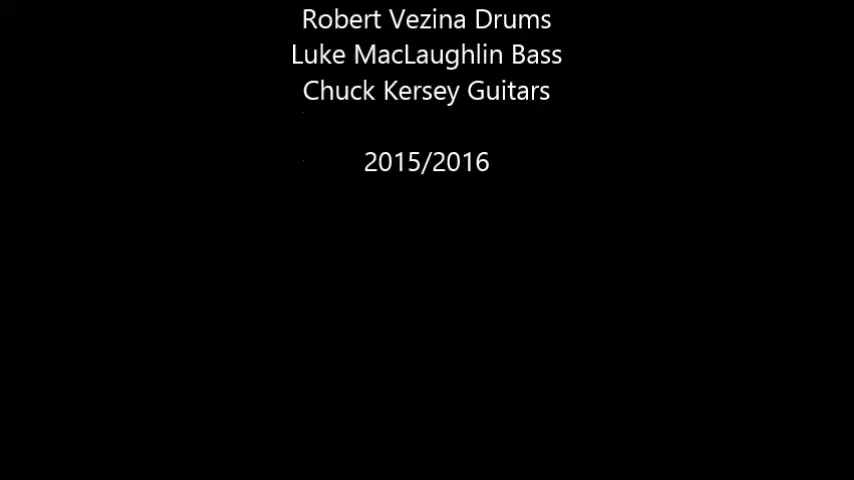 Robert Vezina Drums
Luke MacLaughlin Bass
Chuck Kersey Guitars
2015/2016